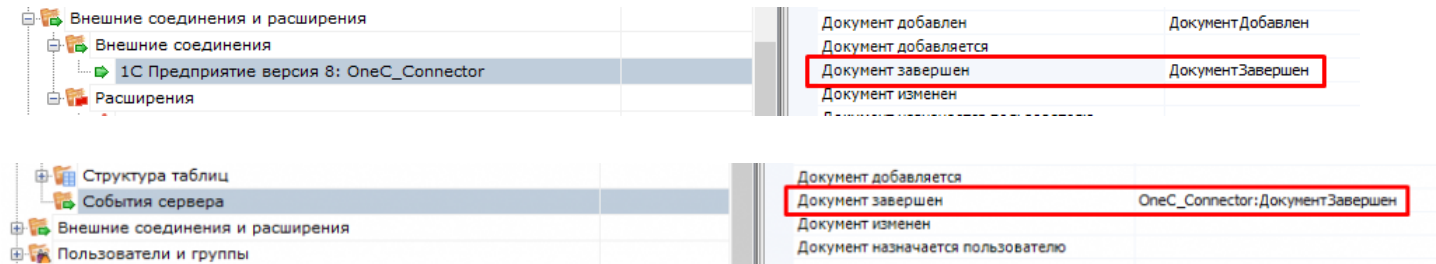 Внешние соединения и расширения
Внешние соединения
1С Предприятие версия 8: OneC_Connector
Расширения
Документ добавлен ДокументДобавлен
Документ добавляется
Документ завершен ДокументЗавершен
Документ изменен
Структура таблиц
События сервера
Внешние соединения и расширения
Пользователи и группы
Документ добавляется
Документ завершен OneC_Connector:ДокументЗавершен
Документ изменен
Документ назначается пользователю